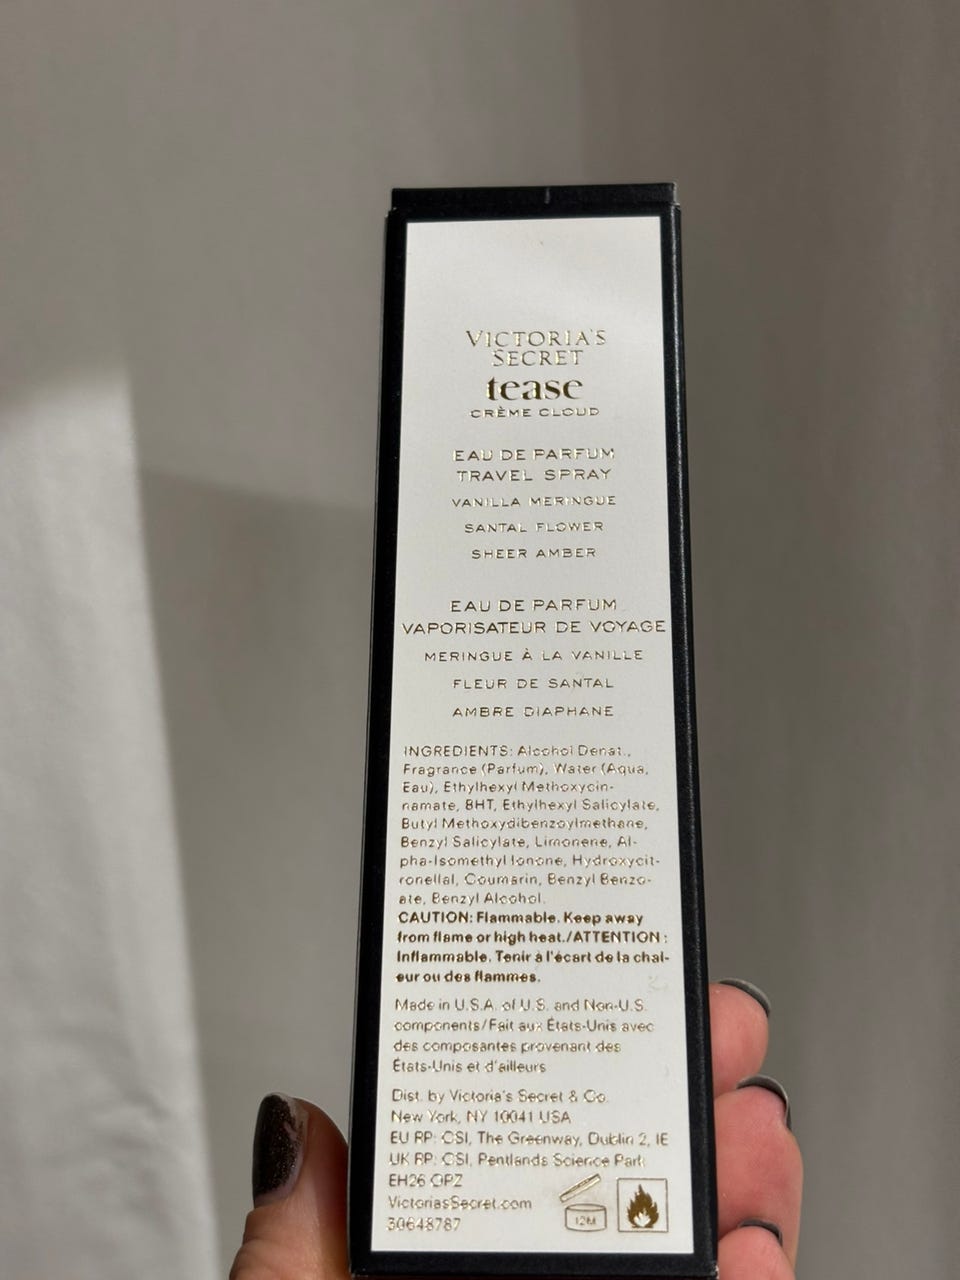 VICTORIA'S
SECRET
tease
CRÈME CLOUD
EAU DE PARFUM
TRAVEL SPRAY
VANILLA MERINGUE
SANTAL FLOWER
SHEER AMBER
EAU DE PARFUM
VAPORISATEUR DE VOYAGE
MERINGUE À LA VANILLE
FLEUR DE SANTAL
AMBRE DIAPHANE
INGREDIENTS: Alcohol Denat.,
Fragrance (Parfum), Water (Aqua,
Eau), Ethylhexyl Methoxycin-
namate, BHT, Ethylhexyl Salicylate,
Butyl Methoxydibenzoylmethane,
Benzyl Salicylate, Limonene, Al-
pha-Isomethyl Ionone, Hydroxycit-
ronellal, Coumarin, Benzyl Benzo-
ate, Benzyl Alcohol.
CAUTION: Flammable. Keep away
from flame or high heat./ATTENTION :
Inflammable. Tenir à l'écart de la chal-
eur ou des flammes.
Made in U.S.A. of U.S. and Non-U.S.
components/Fait aux États-Unis avec
des composantes provenant des
États-Unis et d'ailleurs
Dist. by Victoria's Secret & Co.
New York, NY 10041 USA
EU RP: CSI, The Greenway, Dublin 2, IE
UK RP: CSI, Pentlands Science Park
EH26 0PZ
VictoriasSecret.com
30648787
12M